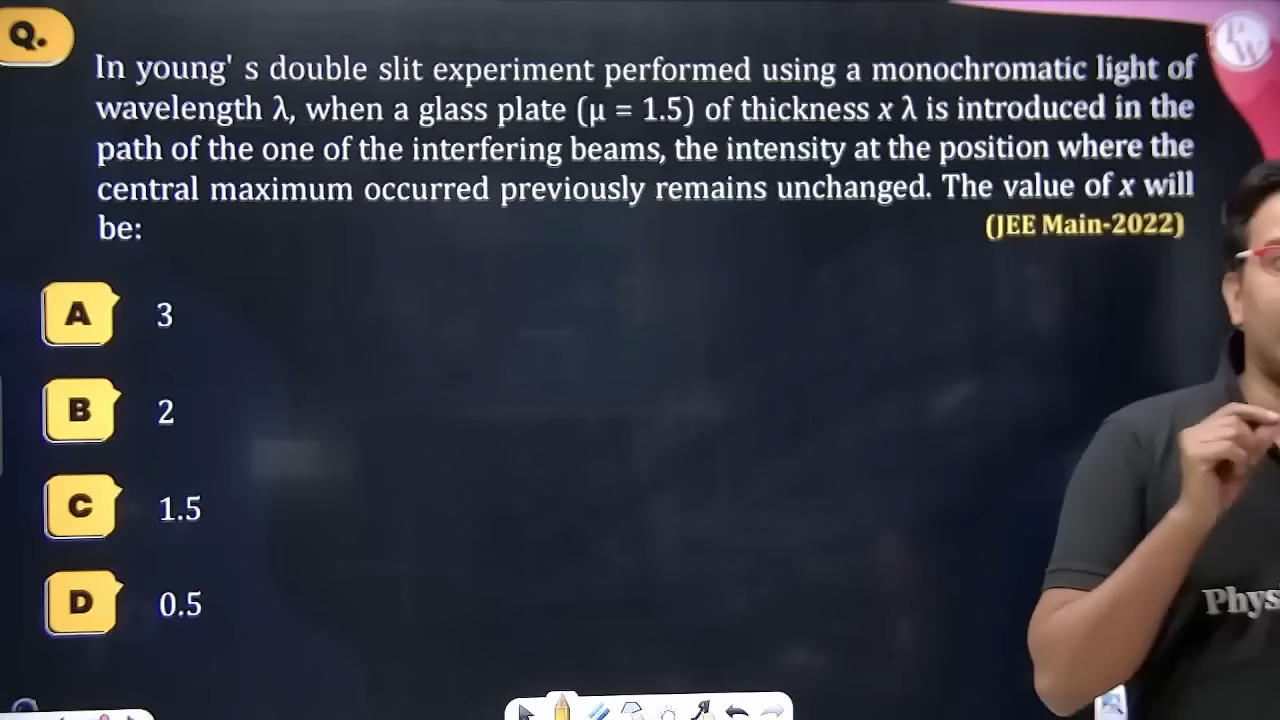 Q.
PW
In young' s double slit experiment performed using a monochromatic light of
wavelength λ, when a glass plate (μ = 1.5) of thickness x λ is introduced in the
path of the one of the interfering beams, the intensity at the position where the
central maximum occurred previously remains unchanged. The value of x will
be:
(JEE Main-2022)
A 3
B 2
C 1.5
D 0.5
Phys